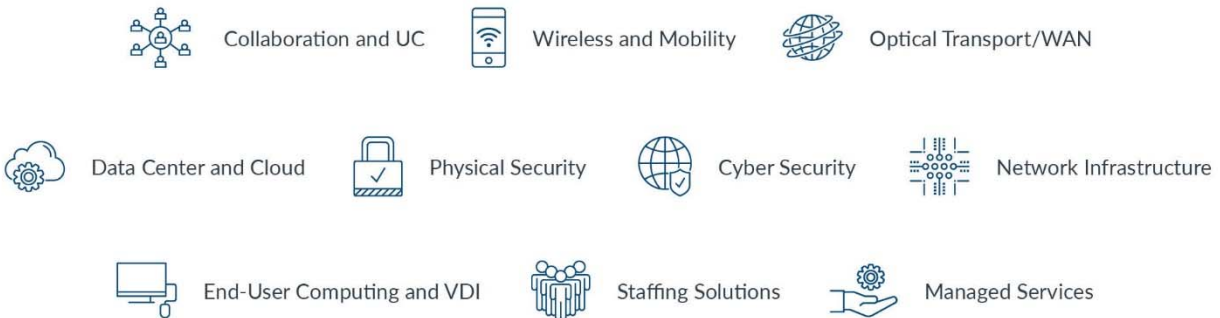 Collaboration and UC
Wireless and Mobility
Optical Transport/WAN
Data Center and Cloud
Physical Security
Cyber Security
Network Infrastructure
End-User Computing and VDI
Staffing Solutions
Managed Services